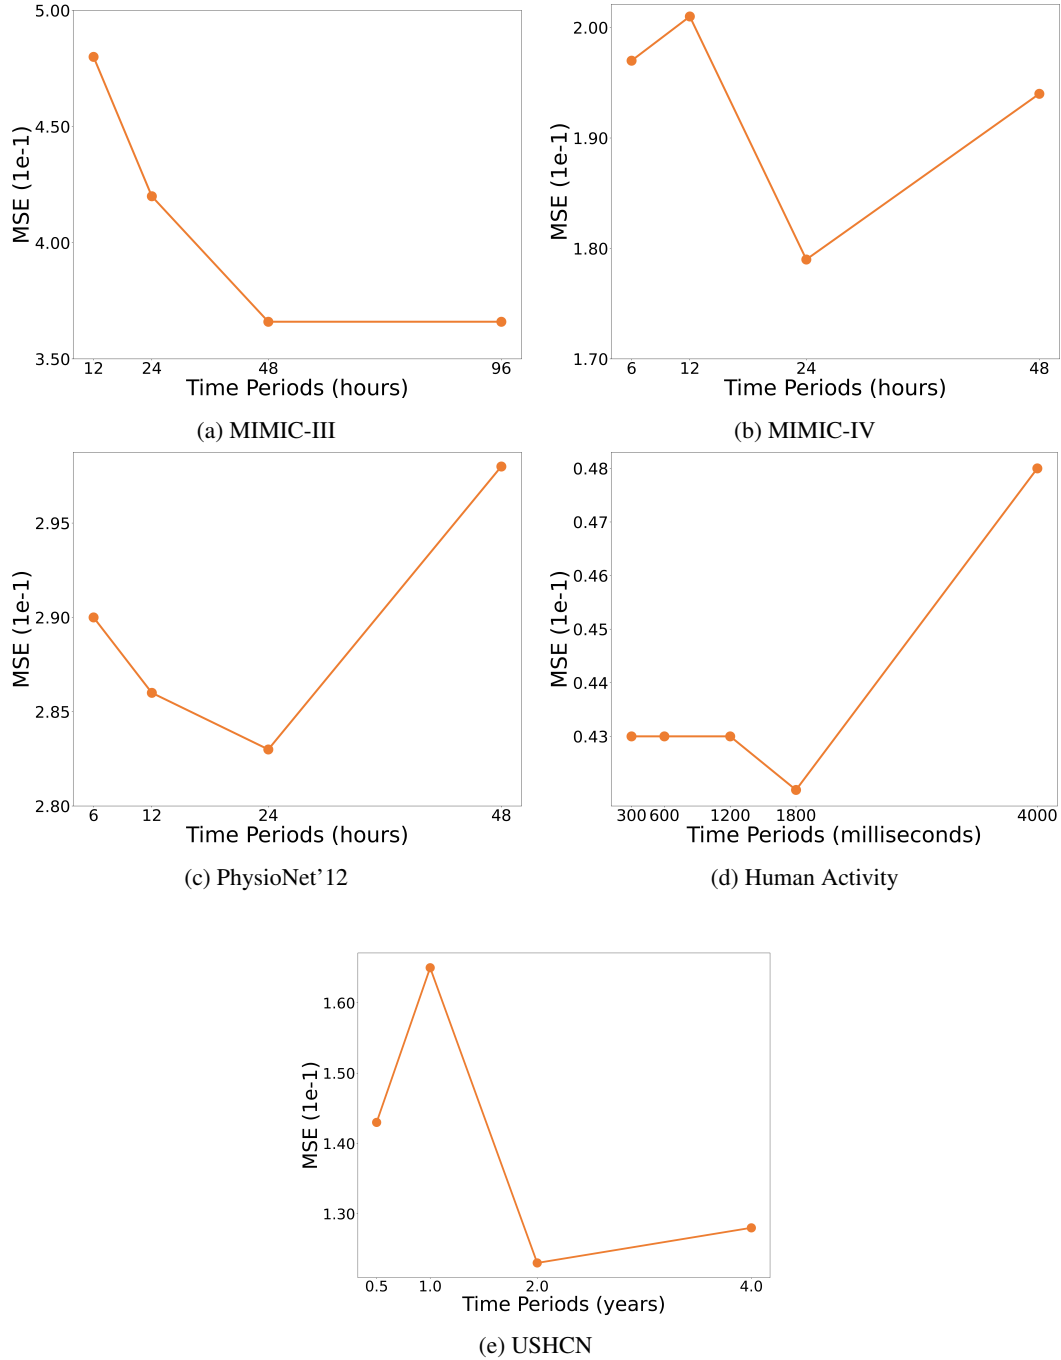 5.00
4.50
4.00
3.50
MSE (1e-1)
12 24 48 96
Time Periods (hours)
(a) MIMIC-III
2.00
1.90
1.80
1.70
MSE (1e-1)
6 12 24 48
Time Periods (hours)
(b) MIMIC-IV
2.95
2.90
2.85
2.80
MSE (1e-1)
6 12 24 48
Time Periods (hours)
(c) PhysioNet’12
0.48
0.47
0.46
0.45
0.44
0.43
MSE (1e-1)
300 600 1200 1800 4000
Time Periods (milliseconds)
(d) Human Activity
1.60
1.50
1.40
1.30
MSE (1e-1)
0.5 1.0 2.0 4.0
Time Periods (years)
(e) USHCN